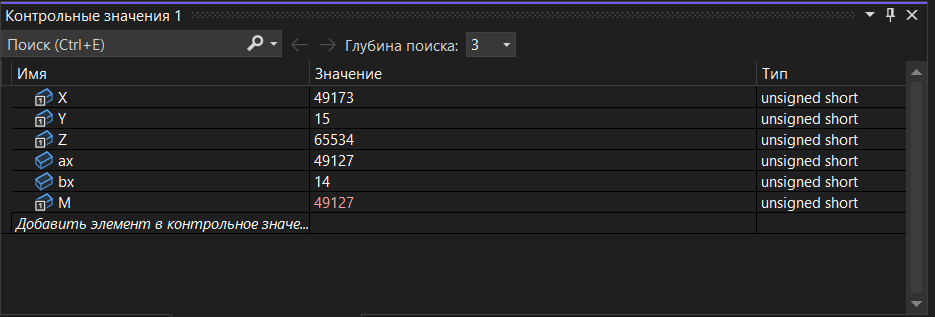 Контрольные значения 1
Поиск (Ctrl+E) Глубина поиска: 3
Имя Значение Тип
X 49173 unsigned short
Y 15 unsigned short
Z 65534 unsigned short
ax 49127 unsigned short
bx 14 unsigned short
M 49127 unsigned short
Добавить элемент в контрольное значе...